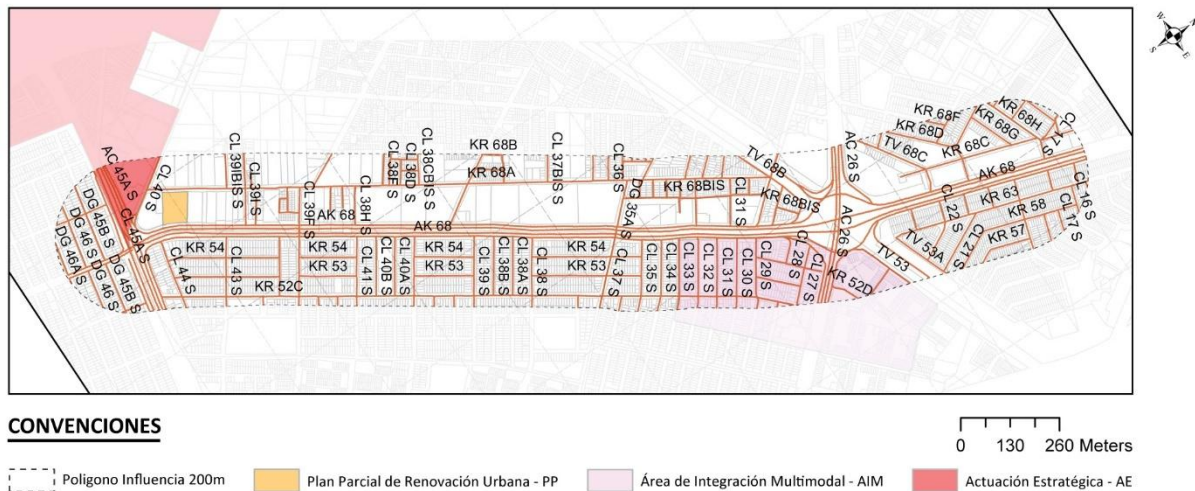 W
N
S
E
KR 68F
KR 68H
KR 68D
KR 68G
KR 68C
TV 68C
CL 17 S
AC 26 S
AK 68
KR 63
KR 58
CL 16 S
CL 17 S
KR 57
CL 22 S
CL 21 S
TV 53A
TV 53
AC 45A S
CL 40 S
CL 39IBIS S
CL 39H S
CL 39F S
CL 38H S
CL 38F S
CL 38D S
CL 38CBIS S
KR 68B
KR 68A
CL 37BIS S
CL 36 S
DG 35A S
KR 68BIS
TV 68B
CL 31 S
KR 68BIS
AK 68
AK 68
AC 26 S
DG 45B S
DG 46 S
DG 46A S
CL 45A S
DG 46 S
DG 45B S
CL 44 S
KR 54
CL 43 S
KR 52C
KR 54
KR 53
CL 41 S
CL 40B S
CL 40A S
KR 54
KR 53
CL 39 S
CL 38B S
CL 38A S
CL 38 S
KR 54
KR 53
CL 37 S
CL 35 S
CL 34 S
CL 33 S
CL 32 S
CL 31 S
CL 30 S
CL 29 S
CL 28 S
CL 27 S
KR 52D
CONVENCIONES
0 130 260 Meters
Poligono Influencia 200m
Plan Parcial de Renovación Urbana - PP
Área de Integración Multimodal - AIM
Actuación Estratégica - AE